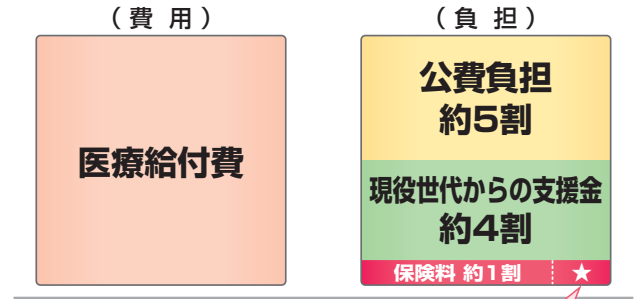 （費 用）
医療給付費
（負 担）
公費負担
約5割
現役世代からの支援金
約4割
保険料 約1割 ★